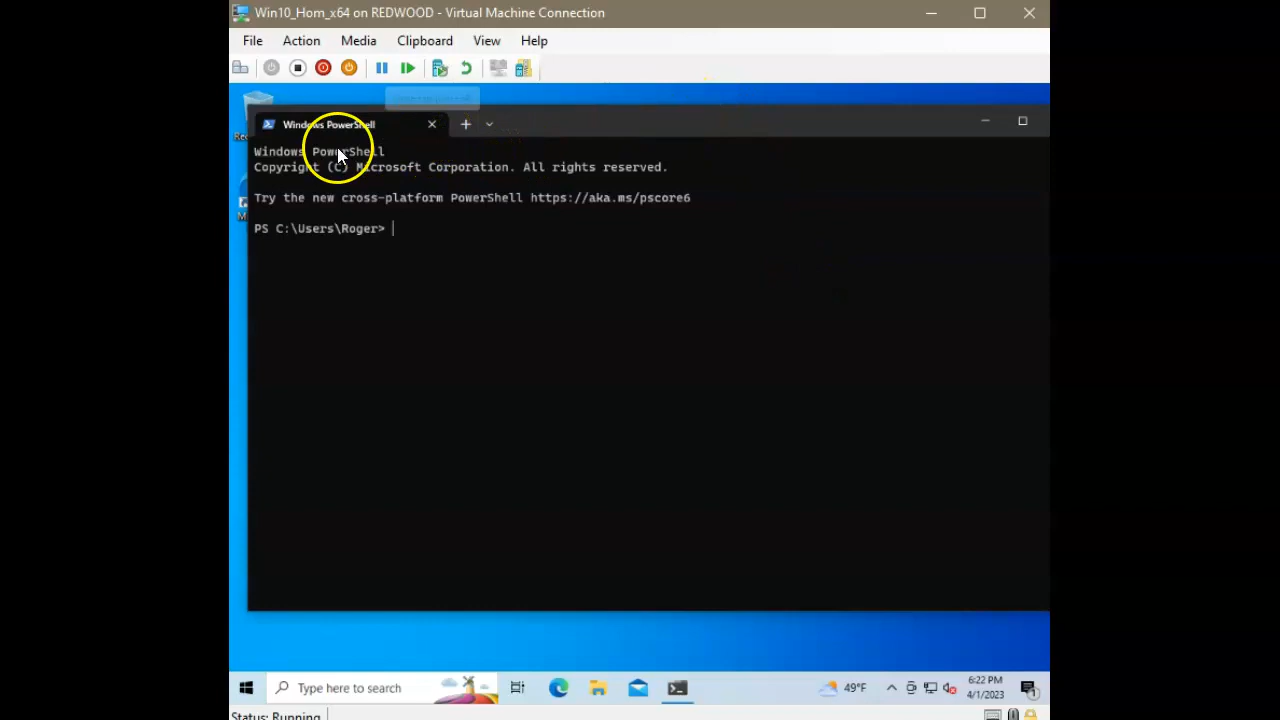 Win10_Hom_x64 on REDWOOD - Virtual Machine Connection
File Action Media Clipboard View Help
Windows PowerShell
Windows PowerShell
Copyright (C) Microsoft Corporation. All rights reserved.
Try the new cross-platform PowerShell https://aka.ms/pscore6
PS C:\Users\Roger>
Type here to search
49°F
6:22 PM
4/1/2023
1
Status: Running